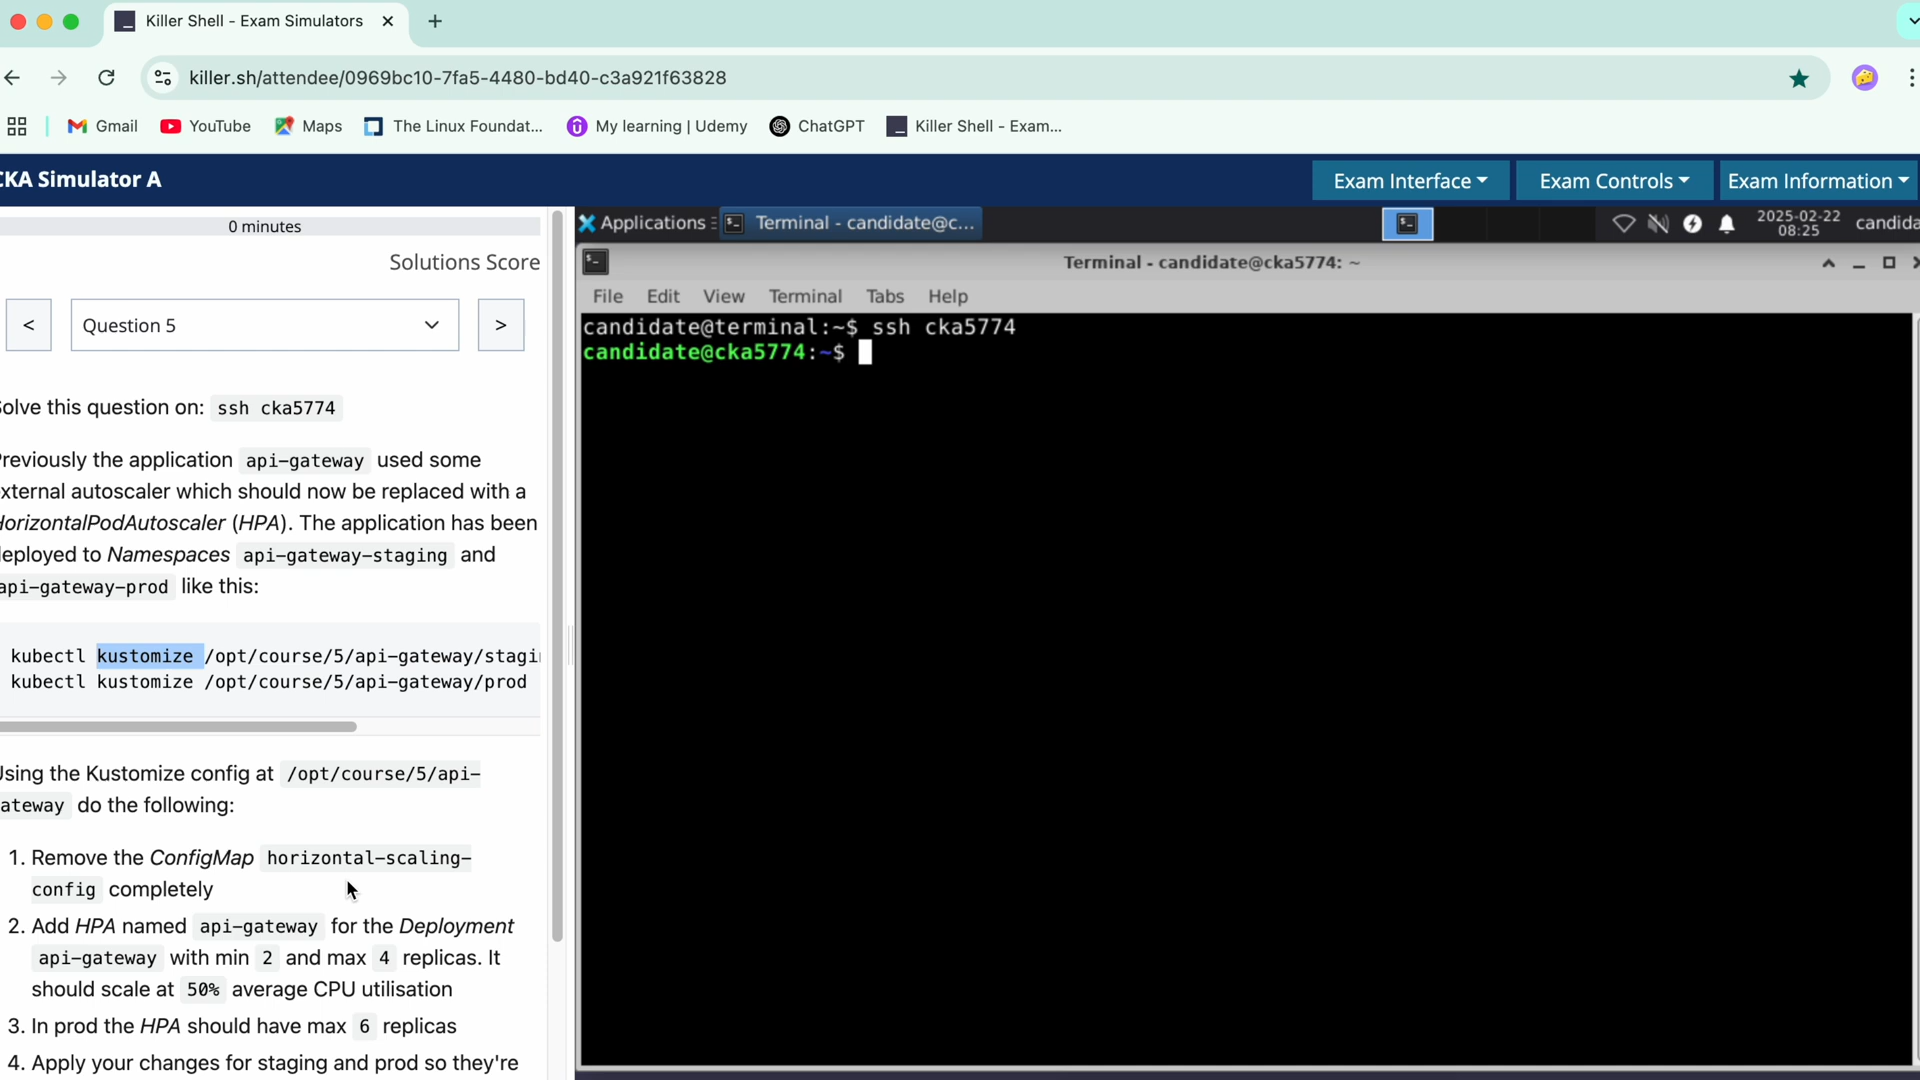 Killer Shell - Exam Simulators
killer.sh/attendee/0969bc10-7fa5-4480-bd40-c3a921f63828
Gmail YouTube Maps The Linux Foundat... My learning | Udemy ChatGPT Killer Shell - Exam...
CKA Simulator A
Exam Interface Exam Controls Exam Information
0 minutes
Solutions Score
< Question 5 >
olve this question on: ssh cka5774
reviously the application api-gateway used some
xternal autoscaler which should now be replaced with a
HorizontalPodAutoscaler (HPA). The application has been
eployed to Namespaces api-gateway-staging and
api-gateway-prod like this:
kubectl kustomize /opt/course/5/api-gateway/stagi
kubectl kustomize /opt/course/5/api-gateway/prod
sing the Kustomize config at /opt/course/5/api-
ateway do the following:
1. Remove the ConfigMap horizontal-scaling-
config completely
2. Add HPA named api-gateway for the Deployment
api-gateway with min 2 and max 4 replicas. It
should scale at 50% average CPU utilisation
3. In prod the HPA should have max 6 replicas
4. Apply your changes for staging and prod so they're
Applications Terminal - candidate@c... 2025-02-22 candida
08:25
Terminal - candidate@cka5774: ~
File Edit View Terminal Tabs Help
candidate@terminal:~$ ssh cka5774
candidate@cka5774:~$